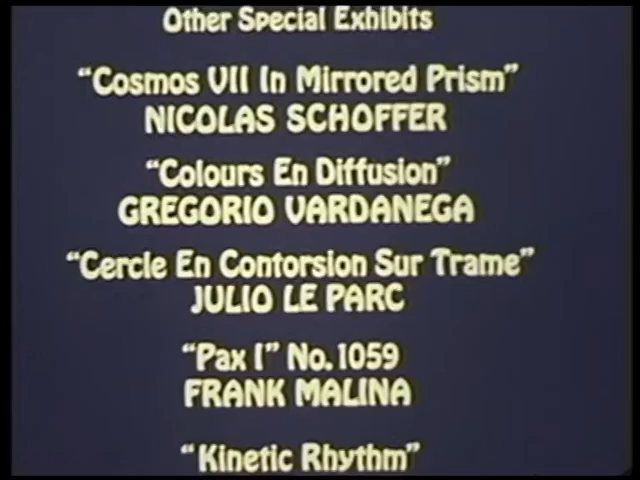 Other Special Exhibits
“Cosmos VII In Mirrored Prism”
NICOLAS SCHOFFER
“Colours En Diffusion”
GREGORIO VARDANEGA
“Cercle En Contorsion Sur Trame”
JULIO LE PARC
“Pax I” No. 1059
FRANK MALINA
“Kinetic Rhythm”